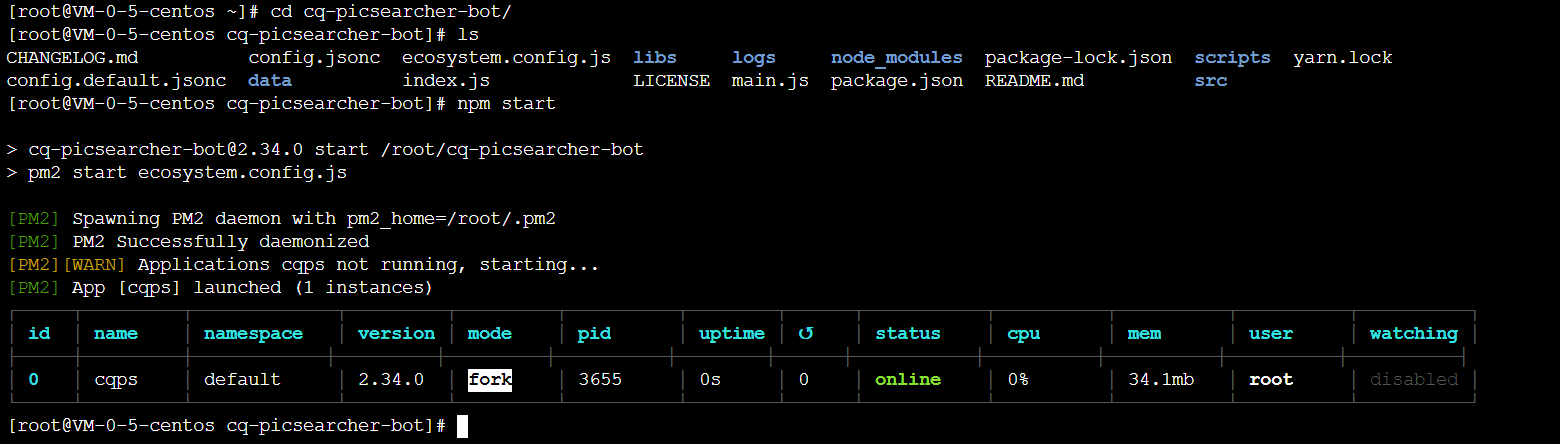 [root@VM-0-5-centos ~]# cd cq-picsearcher-bot/
[root@VM-0-5-centos cq-picsearcher-bot]# ls
CHANGELOG.md config.jsonc ecosystem.config.js libs logs node_modules package-lock.json scripts yarn.lock
config.default.jsonc data index.js LICENSE main.js package.json README.md src
[root@VM-0-5-centos cq-picsearcher-bot]# npm start
> cq-picsearcher-bot@2.34.0 start /root/cq-picsearcher-bot
> pm2 start ecosystem.config.js
[PM2] Spawning PM2 daemon with pm2_home=/root/.pm2
[PM2] PM2 Successfully daemonized
[PM2][WARN] Applications cqps not running, starting...
[PM2] App [cqps] launched (1 instances)
id name namespace version mode pid uptime ↺ status cpu mem user watching
0 cqps default 2.34.0 fork 3655 0s 0 online 0% 34.1mb root disabled
[root@VM-0-5-centos cq-picsearcher-bot]#